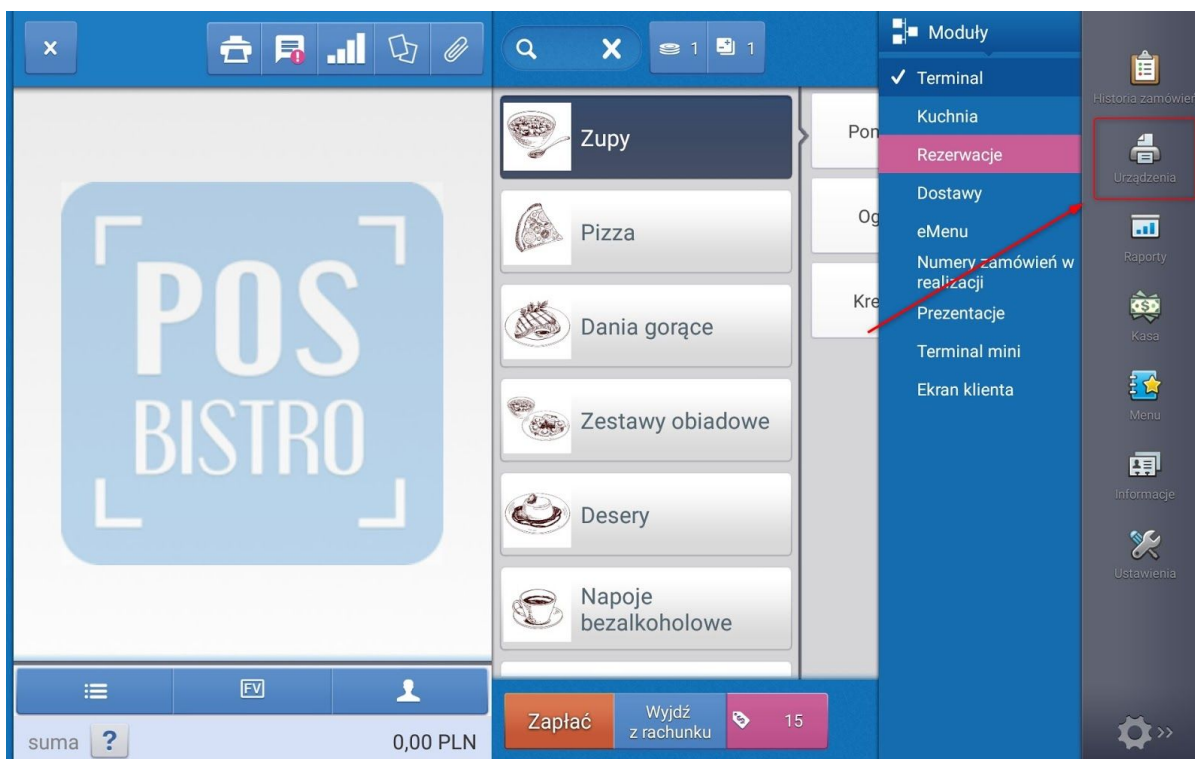 x
X
1
1
Moduły
Terminal
Kuchnia
Rezerwacje
Dostawy
eMenu
Numery zamówień w
realizacji
Prezentacje
Terminal mini
Ekran klienta
Historia zamówień
Urządzenia
Raporty
Kasa
Menu
Informacje
Ustawienia
Zupy
Pizza
Dania gorące
Zestawy obiadowe
Desery
Napoje
bezalkoholowe
Pom
Og
Kre
POS
BISTRO
FV
suma ? 0,00 PLN
Zapłać
Wyjdź
z rachunku
15